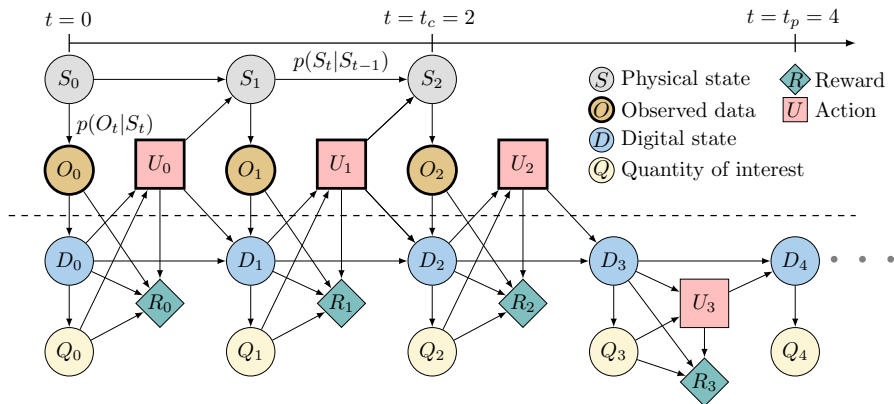 t = 0
t = t_c = 2
t = t_p = 4
S_0
S_1
p(S_t|S_{t-1})
S_2
S Physical state
R Reward
O Observed data
U Action
D Digital state
Q Quantity of interest
p(O_t|S_t)
O_0
U_0
O_1
U_1
O_2
U_2
D_0
D_1
D_2
D_3
D_4
R_0
R_1
R_2
U_3
Q_0
Q_1
Q_2
Q_3
Q_4
R_3